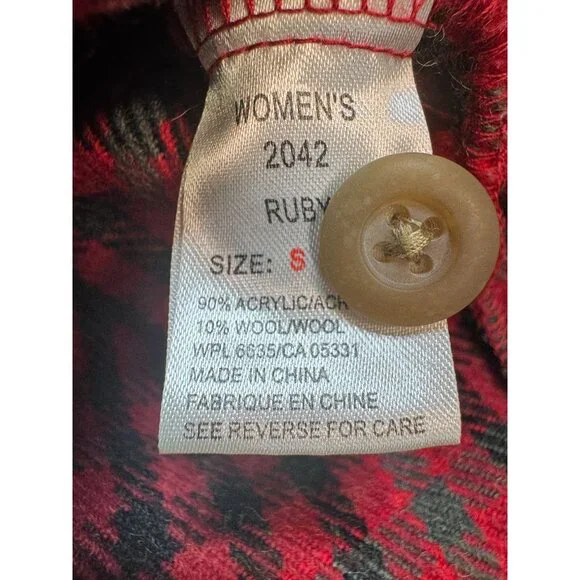 WOMEN'S
2042
RUBY
SIZE: S
90% ACRYLIC/ACR
10% WOOL/WOOL
WPL 6635/CA 05331
MADE IN CHINA
FABRIQUE EN CHINE
SEE REVERSE FOR CARE